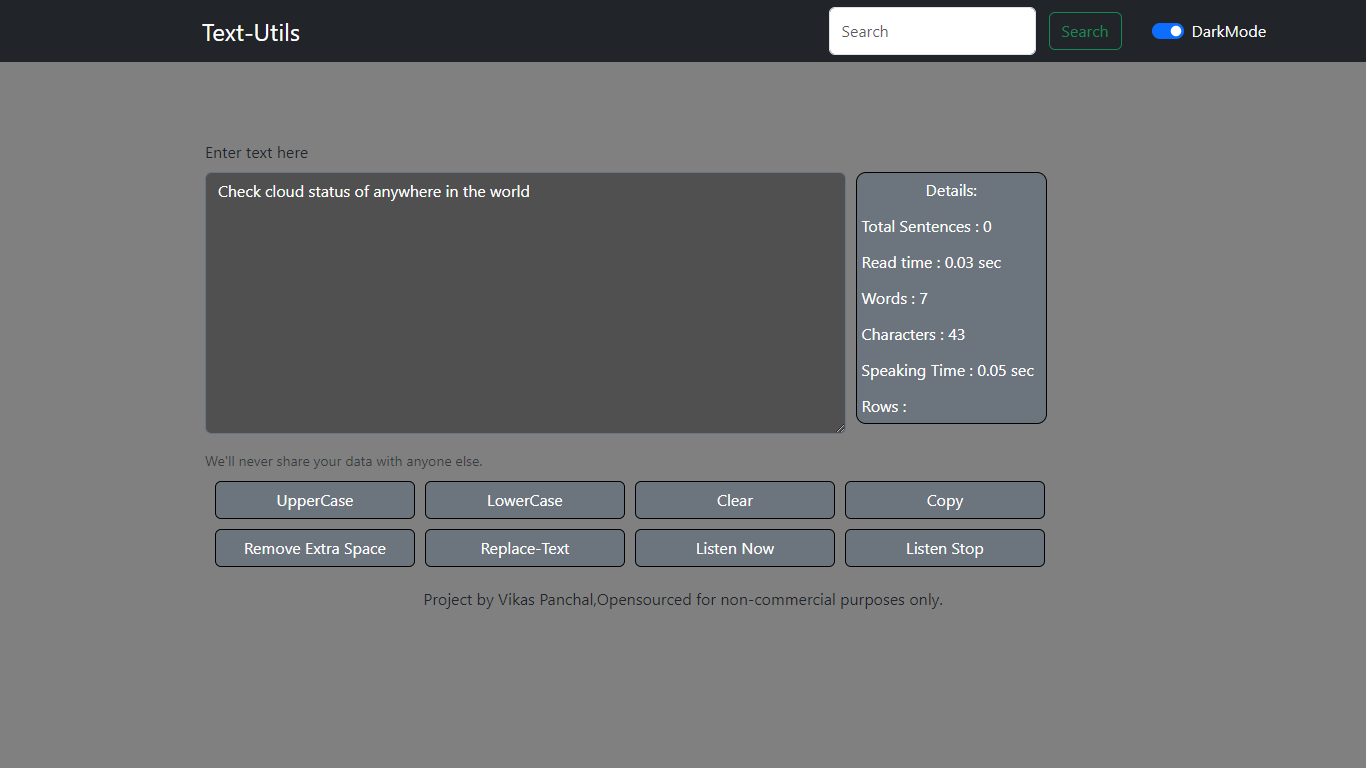 Text-Utils
Search
Search
DarkMode
Enter text here
Check cloud status of anywhere in the world
Details:
Total Sentences : 0
Read time : 0.03 sec
Words : 7
Characters : 43
Speaking Time : 0.05 sec
Rows :
We'll never share your data with anyone else.
UpperCase
LowerCase
Clear
Copy
Remove Extra Space
Replace-Text
Listen Now
Listen Stop
Project by Vikas Panchal,Opensourced for non-commercial purposes only.